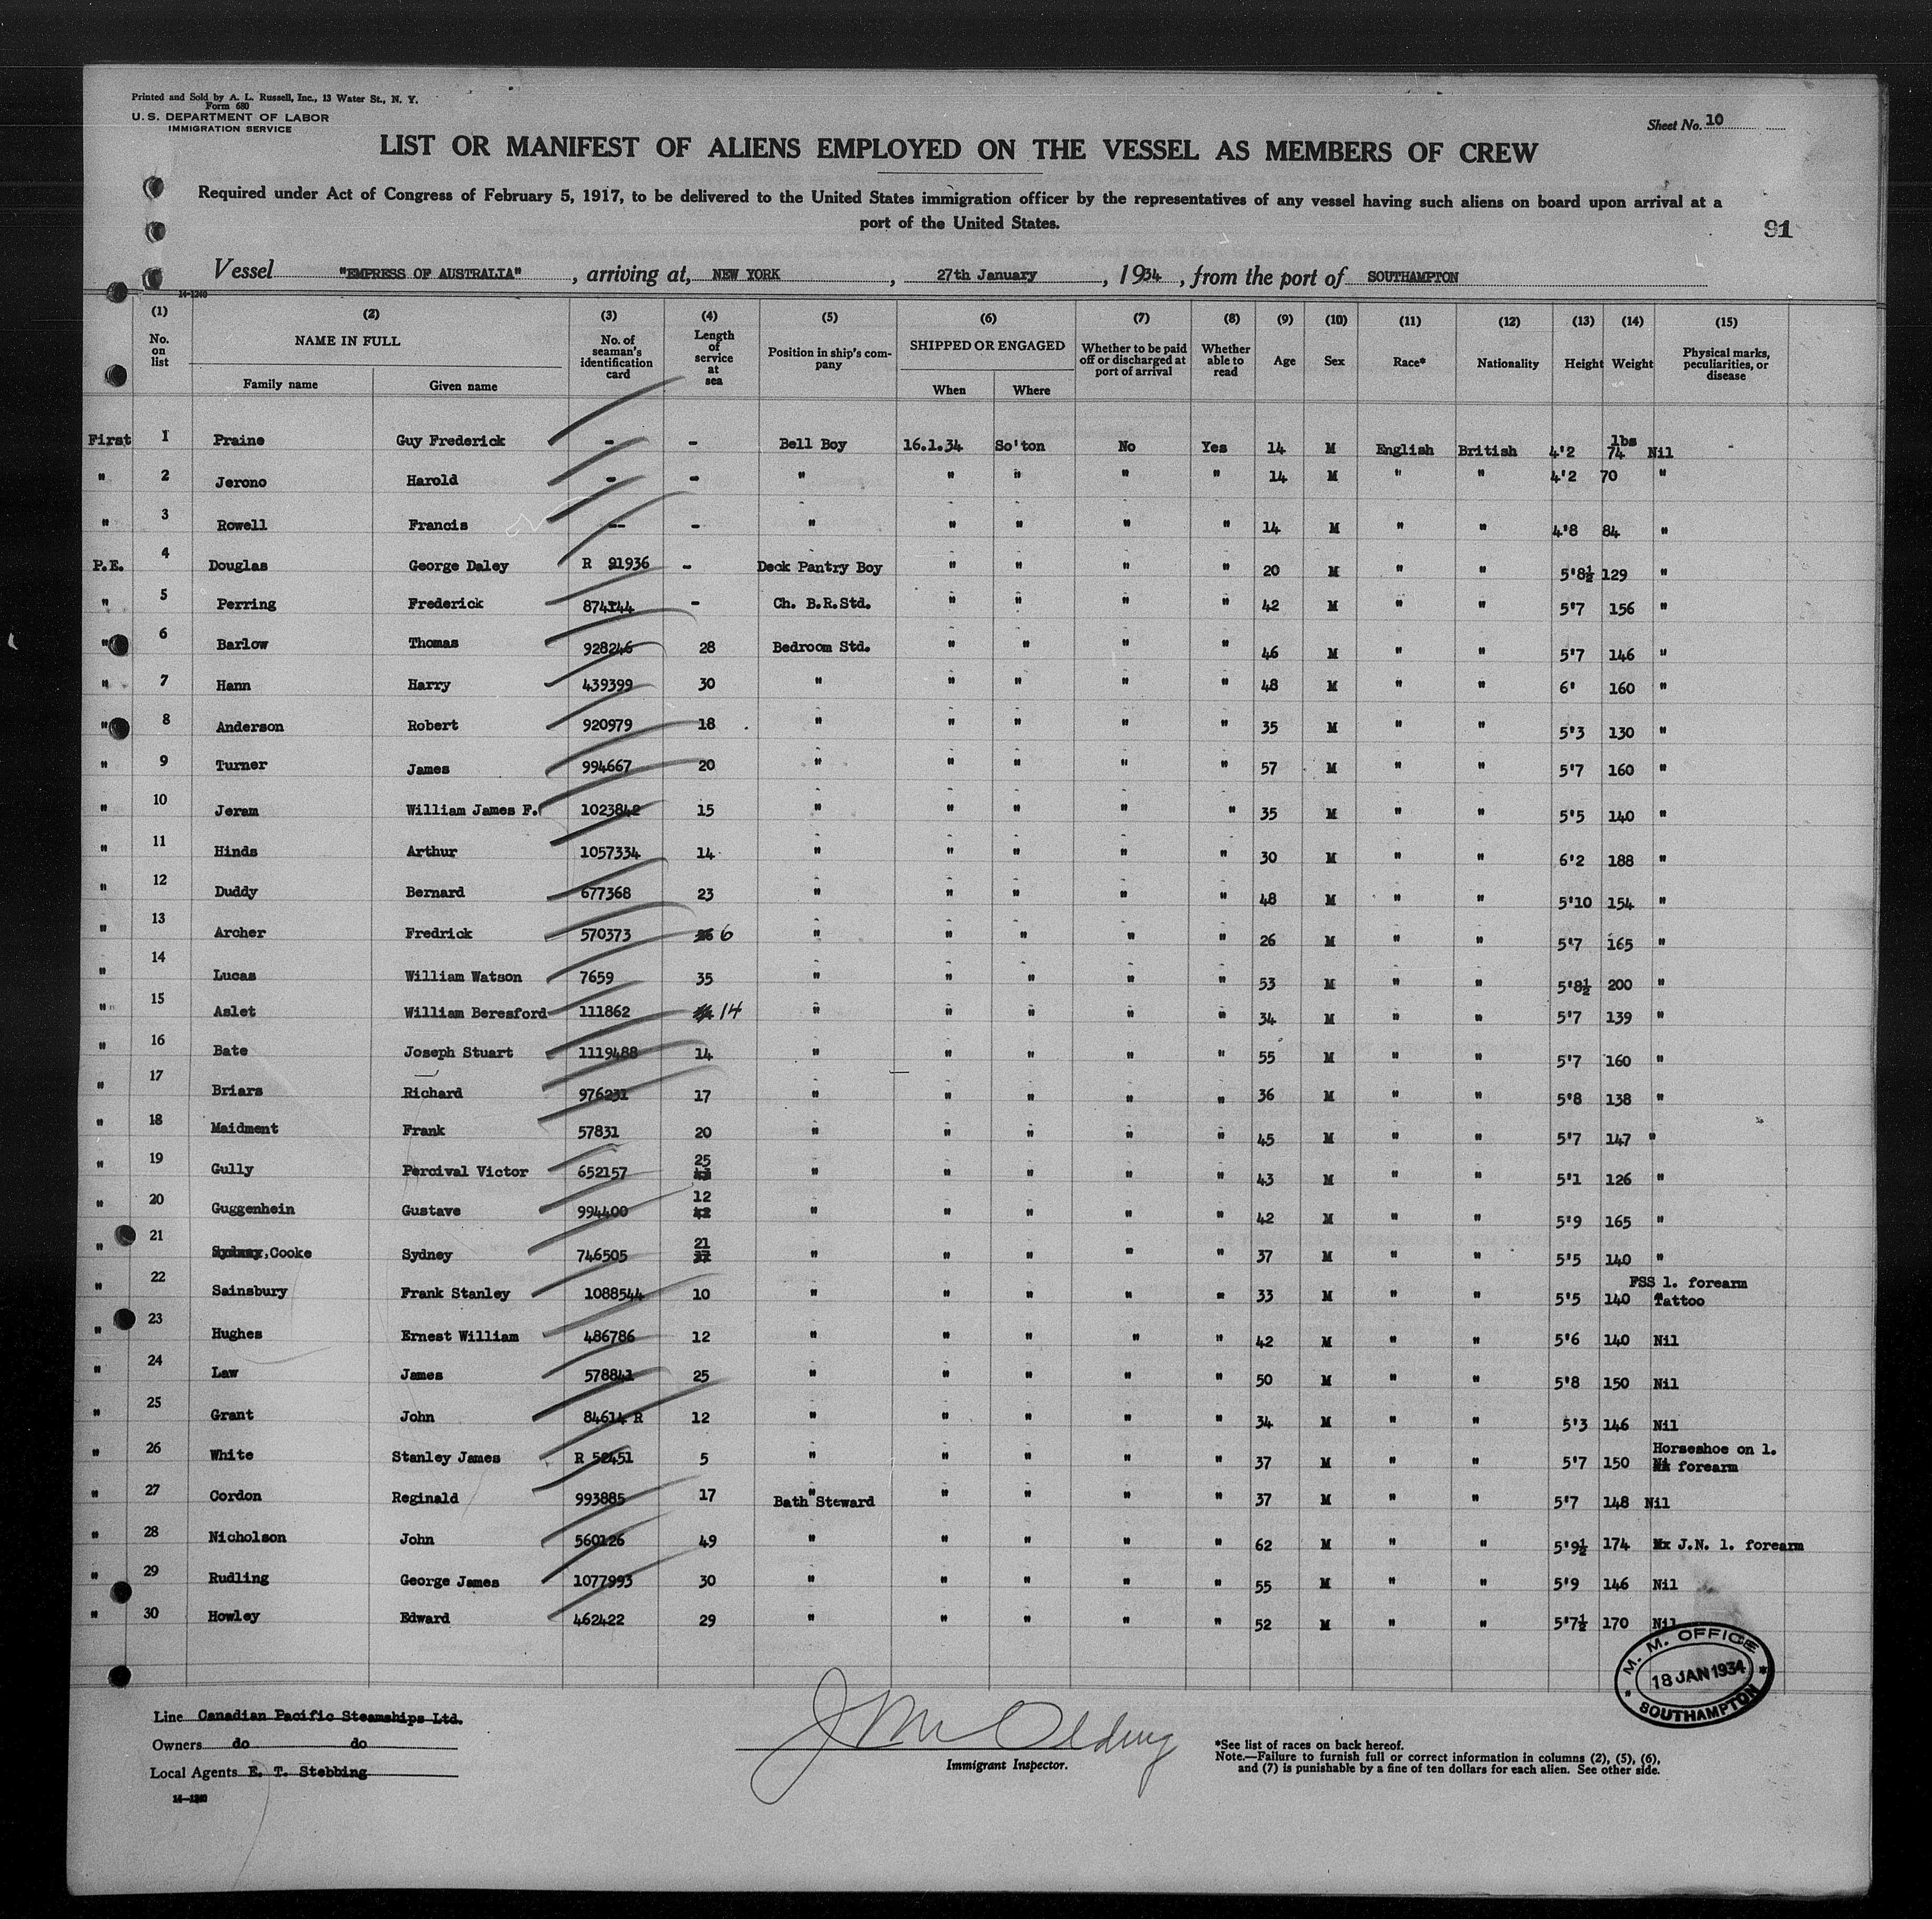 Printed and Sold by A. L. Russell, Inc., 13 Water St., N. Y.
Form 680
U. S. DEPARTMENT OF LABOR
IMMIGRATION SERVICE
Sheet No. 10
LIST OR MANIFEST OF ALIENS EMPLOYED ON THE VESSEL AS MEMBERS OF CREW
Required under Act of Congress of February 5, 1917, to be delivered to the United States immigration officer by the representatives of any vessel having such aliens on board upon arrival at a
port of the United States.
91
Vessel "EMPRESS OF AUSTRALIA" , arriving at, NEW YORK , 27th January , 1934 , from the port of SOUTHAMPTON
14-1240
(1) (2) (3) (4) (5) (6) (7) (8) (9) (10) (11) (12) (13) (14) (15)
No. on list NAME IN FULL Family name Given name No. of seaman's identification card Length of service at sea Position in ship's company SHIPPED OR ENGAGED When Where Whether to be paid off or discharged at port of arrival Whether able to read Age Sex Race* Nationality Height Weight Physical marks, peculiarities, or disease
First 1 Praine Guy Frederick - - Bell Boy 16.1.34 So'ton No Yes 14 M English British 4'2 lbs 74 Nil
" 2 Jerono Harold - - " " " " " 14 M " " 4'2 70 "
" 3 Rowell Francis -- - " " " " " 14 M " " 4'8 84 "
P.E. 4 Douglas George Daley R 21936 - Deck Pantry Boy " " " " 20 M " " 5'8½ 129 "
" 5 Perring Frederick 874144 - Ch. B.R.Std. " " " " 42 M " " 5'7 156 "
" 6 Barlow Thomas 928246 28 Bedroom Std. " " " " 46 M " " 5'7 146 "
" 7 Hann Harry 439399 30 " " " " " 48 M " " 6' 160 "
" 8 Anderson Robert 920979 18 " " " " " 35 M " " 5'3 130 "
" 9 Turner James 994667 20 " " " " " 57 M " " 5'7 160 "
" 10 Jeram William James F. 1023842 15 " " " " " 35 M " " 5'5 140 "
" 11 Hinds Arthur 1057334 14 " " " " " 30 M " " 6'2 188 "
" 12 Duddy Bernard 677368 23 " " " " " 48 M " " 5'10 154 "
" 13 Archer Fredrick 570373 6 " " " " " 26 M " " 5'7 165 "
" 14 Lucas William Watson 7659 35 " " " " " 53 M " " 5'8½ 200 "
" 15 Aslet William Beresford 111862 14 " " " " " 34 M " " 5'7 139 "
" 16 Bate Joseph Stuart 1119488 14 " " " " " 55 M " " 5'7 160 "
" 17 Briars Richard 976231 17 " " " " " 36 M " " 5'8 138 "
" 18 Maidment Frank 57831 20 " " " " " 45 M " " 5'7 147 "
" 19 Gully Percival Victor 652157 25 " " " " " 43 M " " 5'1 126 "
" 20 Guggenhein Gustave 994400 12 42 " " " " " 42 M " " 5'9 165 "
" 21 Sydney, Cooke Sydney 746505 21 37 " " " " " 37 M " " 5'5 140 "
" 22 Sainsbury Frank Stanley 1088544 10 " " " " " 33 M " " 5'5 140 FSS l. forearm Tattoo
" 23 Hughes Ernest William 486786 12 " " " " " 42 M " " 5'6 140 Nil
" 24 Law James 578841 25 " " " " " 50 M " " 5'8 150 Nil
" 25 Grant John 84614 R 12 " " " " " 34 M " " 5'3 146 Nil
" 26 White Stanley James R 52451 5 " " " " " 37 M " " 5'7 150 Horseshoe on l. forearm
" 27 Cordon Reginald 993885 17 " Bath Steward " " " " 37 M " " 5'7 148 Nil
" 28 Nicholson John 560126 49 " " " " " 62 M " " 5'9½ 174 J.N. l. forearm
" 29 Rudling George James 1077993 30 " " " " " 55 M " " 5'9 146 Nil
" 30 Howley Edward 462422 29 " " " " " 52 M " " 5'7½ 170 Nil
M. M. OFFICE
18 JAN 1934
SOUTHAMPTON
Line Canadian Pacific Steamships Ltd.
Owners do do
Local Agents E. T. Stebbing
14-1240
J M Olding
Immigrant Inspector.
*See list of races on back hereof.
Note.—Failure to furnish full or correct information in columns (2), (5), (6),
and (7) is punishable by a fine of ten dollars for each alien. See other side.